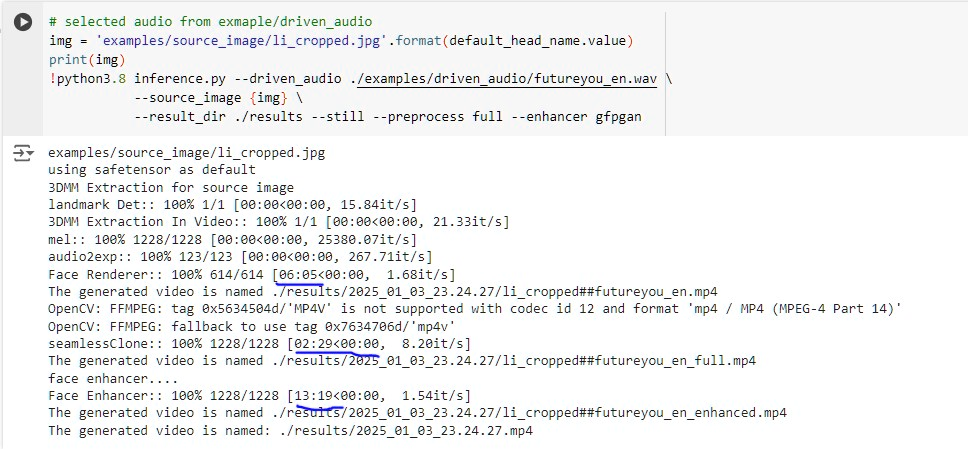 # selected audio from exmaple/driven_audio
img = 'examples/source_image/li_cropped.jpg'.format(default_head_name.value)
print(img)
!python3.8 inference.py --driven_audio ./examples/driven_audio/futureyou_en.wav \
--source_image {img} \
--result_dir ./results --still --preprocess full --enhancer gfpgan
examples/source_image/li_cropped.jpg
using safetensor as default
3DMM Extraction for source image
landmark Det:: 100% 1/1 [00:00<00:00, 15.84it/s]
3DMM Extraction In Video:: 100% 1/1 [00:00<00:00, 21.33it/s]
mel:: 100% 1228/1228 [00:00<00:00, 25380.07it/s]
audio2exp:: 100% 123/123 [00:00<00:00, 267.71it/s]
Face Renderer:: 100% 614/614 [06:05<00:00,  1.68it/s]
The generated video is named ./results/2025_01_03_23.24.27/li_cropped##futureyou_en.mp4
OpenCV: FFMPEG: tag 0x5634504d/'MP4V' is not supported with codec id 12 and format 'mp4 / MP4 (MPEG-4 Part 14)'
OpenCV: FFMPEG: fallback to use tag 0x7634706d/'mp4v'
seamlessClone:: 100% 1228/1228 [02:29<00:00,  8.20it/s]
The generated video is named ./results/2025_01_03_23.24.27/li_cropped##futureyou_en_full.mp4
face enhancer....
Face Enhancer:: 100% 1228/1228 [13:19<00:00,  1.54it/s]
The generated video is named ./results/2025_01_03_23.24.27/li_cropped##futureyou_en_enhanced.mp4
The generated video is named: ./results/2025_01_03_23.24.27.mp4